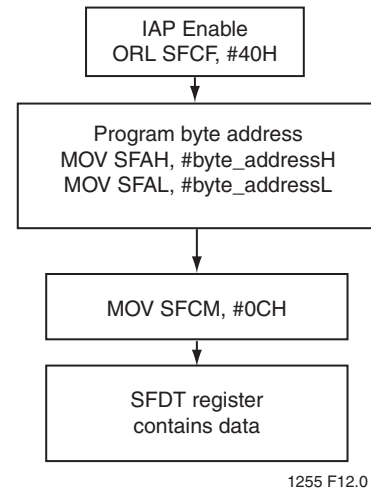 IAP Enable
ORL SFCF, #40H
Program byte address
MOV SFAH, #byte_addressH
MOV SFAL, #byte_addressL
MOV SFCM, #0CH
SFDT register
contains data
1255 F12.0